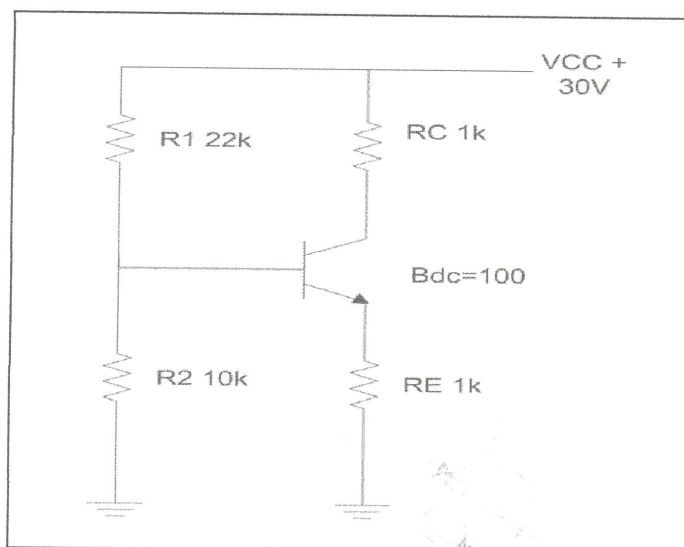 VCC +
30V
R1 22k
RC 1k
Bdc=100
R2 10k
RE 1k